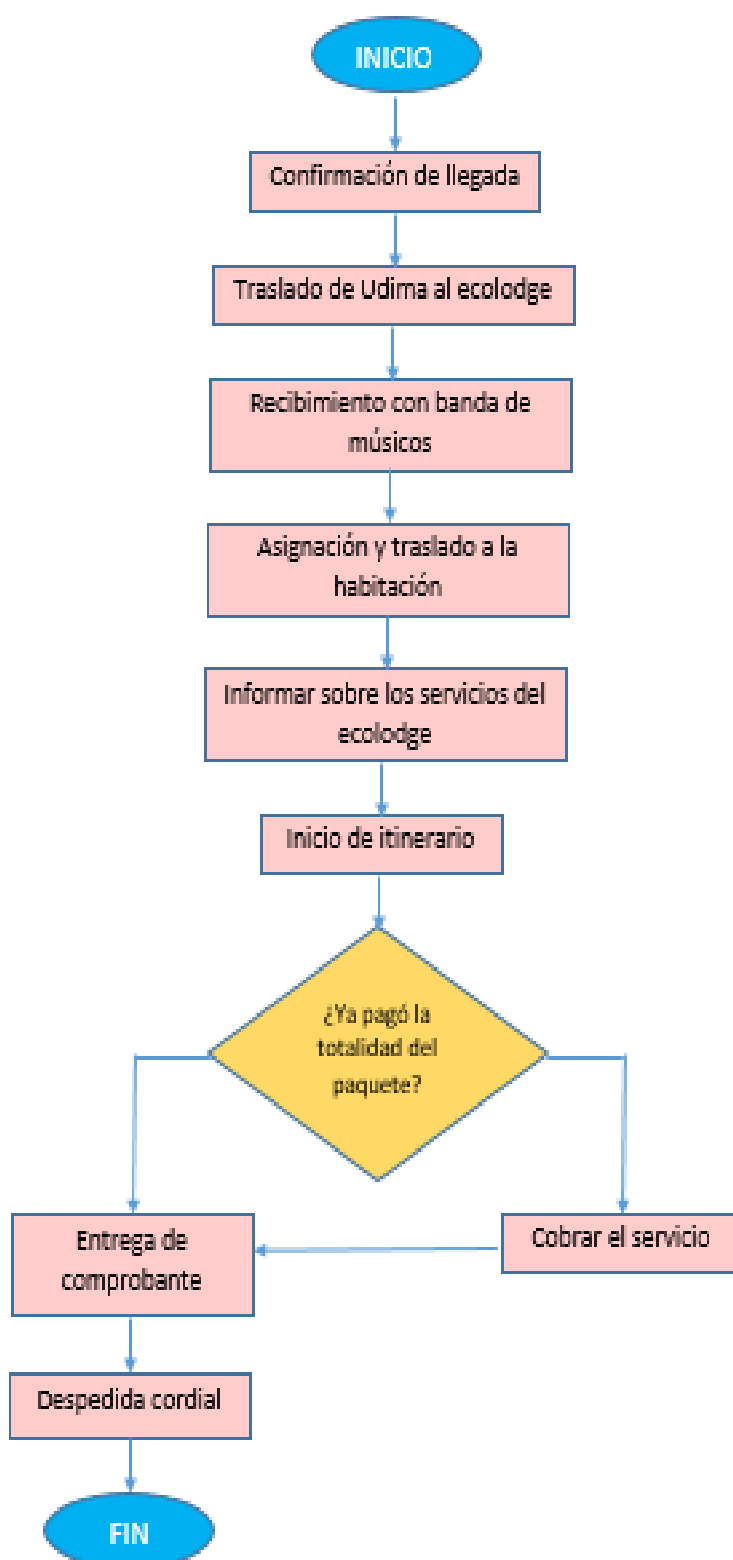 INICIO
Confirmación de llegada
Traslado de Udima al ecolodge
Recibimiento con banda de
músicos
Asignación y traslado a la
habitación
Informar sobre los servicios del
ecolodge
Inicio de itinerario
¿Ya pagó la
totalidad del
paquete?
Entrega de
comprobante
Cobrar el servicio
Despedida cordial
FIN